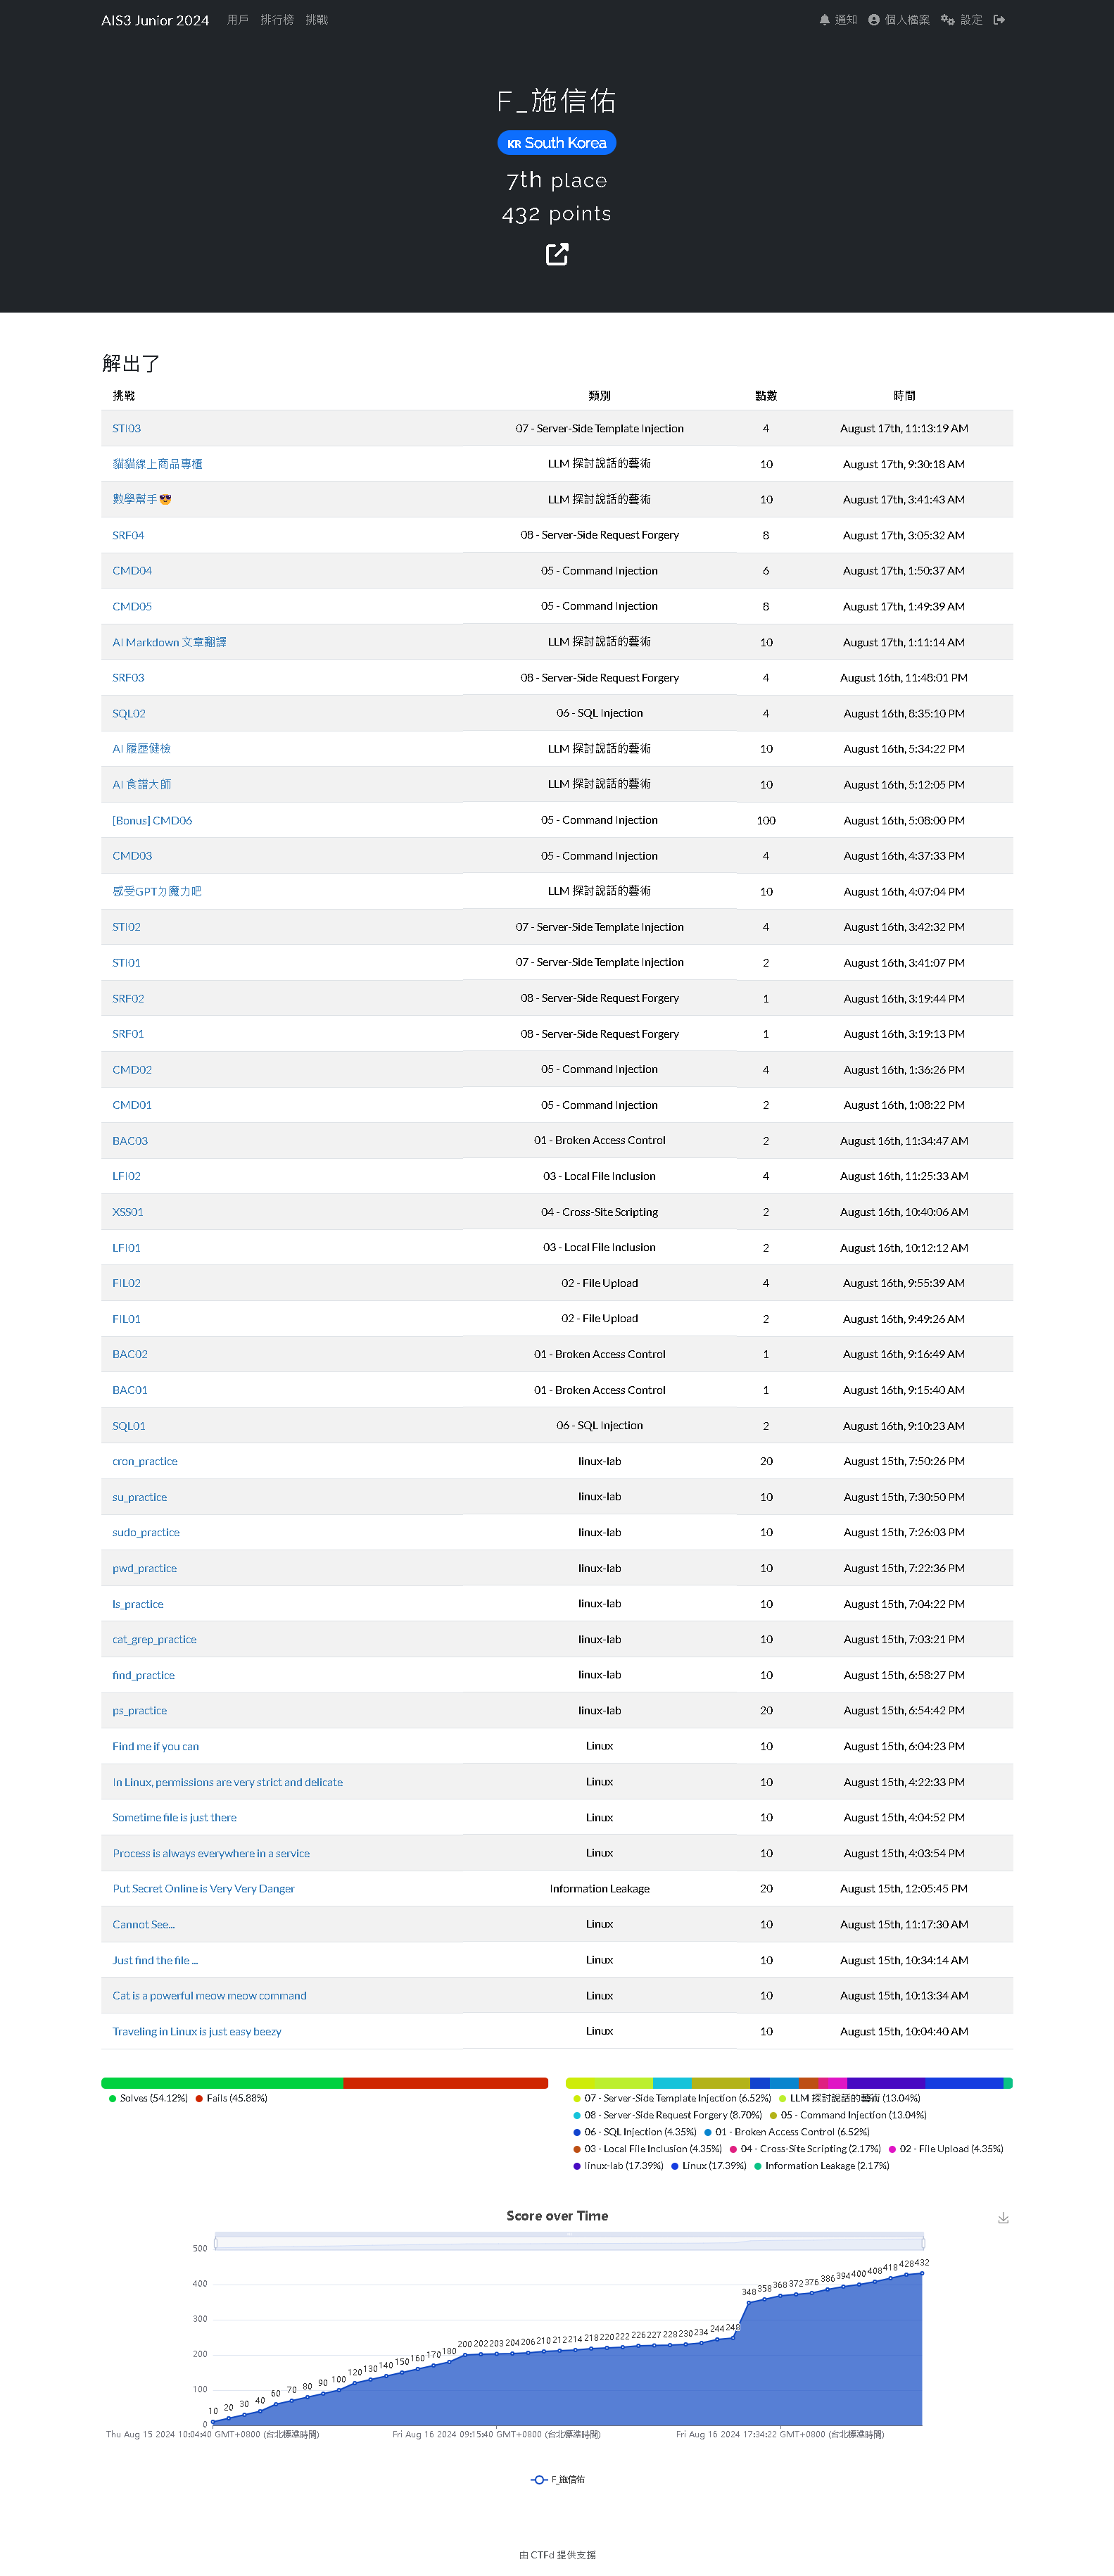 AIS3 Junior 2024 用戶 排行榜 挑戰 通知 個人檔案 設定
F_施信佑
KR South Korea
7th place
432 points
解出了
挑戰 類別 點數 時間
STI03 07 - Server-Side Template Injection 4 August 17th, 11:13:19 AM
貓貓線上商品專櫃 LLM 探討說話的藝術 10 August 17th, 9:30:18 AM
數學幫手😎 LLM 探討說話的藝術 10 August 17th, 3:41:43 AM
SRF04 08 - Server-Side Request Forgery 8 August 17th, 3:05:32 AM
CMD04 05 - Command Injection 6 August 17th, 1:50:37 AM
CMD05 05 - Command Injection 8 August 17th, 1:49:39 AM
AI Markdown 文章翻譯 LLM 探討說話的藝術 10 August 17th, 1:11:14 AM
SRF03 08 - Server-Side Request Forgery 4 August 16th, 11:48:01 PM
SQL02 06 - SQL Injection 4 August 16th, 8:35:10 PM
AI 履歷健檢 LLM 探討說話的藝術 10 August 16th, 5:34:22 PM
AI 食譜大師 LLM 探討說話的藝術 10 August 16th, 5:12:05 PM
[Bonus] CMD06 05 - Command Injection 100 August 16th, 5:08:00 PM
CMD03 05 - Command Injection 4 August 16th, 4:37:33 PM
感受GPTㄉ魔力吧 LLM 探討說話的藝術 10 August 16th, 4:07:04 PM
STI02 07 - Server-Side Template Injection 4 August 16th, 3:42:32 PM
STI01 07 - Server-Side Template Injection 2 August 16th, 3:41:07 PM
SRF02 08 - Server-Side Request Forgery 1 August 16th, 3:19:44 PM
SRF01 08 - Server-Side Request Forgery 1 August 16th, 3:19:13 PM
CMD02 05 - Command Injection 4 August 16th, 1:36:26 PM
CMD01 05 - Command Injection 2 August 16th, 1:08:22 PM
BAC03 01 - Broken Access Control 2 August 16th, 11:34:47 AM
LFI02 03 - Local File Inclusion 4 August 16th, 11:25:33 AM
XSS01 04 - Cross-Site Scripting 2 August 16th, 10:40:06 AM
LFI01 03 - Local File Inclusion 2 August 16th, 10:12:12 AM
FIL02 02 - File Upload 4 August 16th, 9:55:39 AM
FIL01 02 - File Upload 2 August 16th, 9:49:26 AM
BAC02 01 - Broken Access Control 1 August 16th, 9:16:49 AM
BAC01 01 - Broken Access Control 1 August 16th, 9:15:40 AM
SQL01 06 - SQL Injection 2 August 16th, 9:10:23 AM
cron_practice linux-lab 20 August 15th, 7:50:26 PM
su_practice linux-lab 10 August 15th, 7:30:50 PM
sudo_practice linux-lab 10 August 15th, 7:26:03 PM
pwd_practice linux-lab 10 August 15th, 7:22:36 PM
ls_practice linux-lab 10 August 15th, 7:04:22 PM
cat_grep_practice linux-lab 10 August 15th, 7:03:21 PM
find_practice linux-lab 10 August 15th, 6:58:27 PM
ps_practice linux-lab 20 August 15th, 6:54:42 PM
Find me if you can Linux 10 August 15th, 6:04:23 PM
In Linux, permissions are very strict and delicate Linux 10 August 15th, 4:22:33 PM
Sometime file is just there Linux 10 August 15th, 4:04:52 PM
Process is always everywhere in a service Linux 10 August 15th, 4:03:54 PM
Put Secret Online is Very Very Danger Information Leakage 20 August 15th, 12:05:45 PM
Cannot See... Linux 10 August 15th, 11:17:30 AM
Just find the file ... Linux 10 August 15th, 10:34:14 AM
Cat is a powerful meow meow command Linux 10 August 15th, 10:13:34 AM
Traveling in Linux is just easy beezy Linux 10 August 15th, 10:04:40 AM
Solves (54.12%) Fails (45.88%)
07 - Server-Side Template Injection (6.52%) LLM 探討說話的藝術 (13.04%)
08 - Server-Side Request Forgery (8.70%) 05 - Command Injection (13.04%)
06 - SQL Injection (4.35%) 01 - Broken Access Control (6.52%)
03 - Local File Inclusion (4.35%) 04 - Cross-Site Scripting (2.17%) 02 - File Upload (4.35%)
linux-lab (17.39%) Linux (17.39%) Information Leakage (2.17%)
Score over Time
500
400
300
200
100
0
10 20 30 40 60 70 80 90 100 120 130 140 150 160 170 180 200 202 203 204 206 210 212 214 218 220 222 226 227 228 230 234 244 248 348 358 368 372 376 386 394 400 408 418 428 432
Thu Aug 15 2024 10:04:40 GMT+0800 (台北標準時間) Fri Aug 16 2024 09:15:40 GMT+0800 (台北標準時間) Fri Aug 16 2024 17:34:22 GMT+0800 (台北標準時間)
F_施信佑
由 CTFd 提供支援